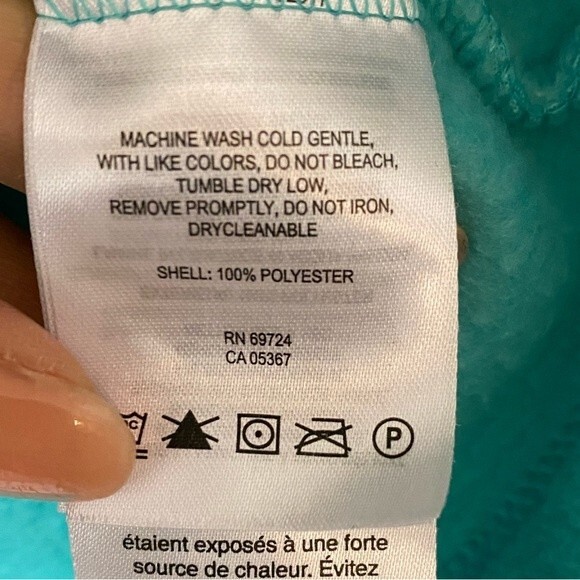 MACHINE WASH COLD GENTLE,
WITH LIKE COLORS, DO NOT BLEACH,
TUMBLE DRY LOW,
REMOVE PROMPTLY, DO NOT IRON,
DRYCLEANABLE
SHELL: 100% POLYESTER
RN 69724
CA 05367
P
étaient exposés à une forte
source de chaleur. Évitez